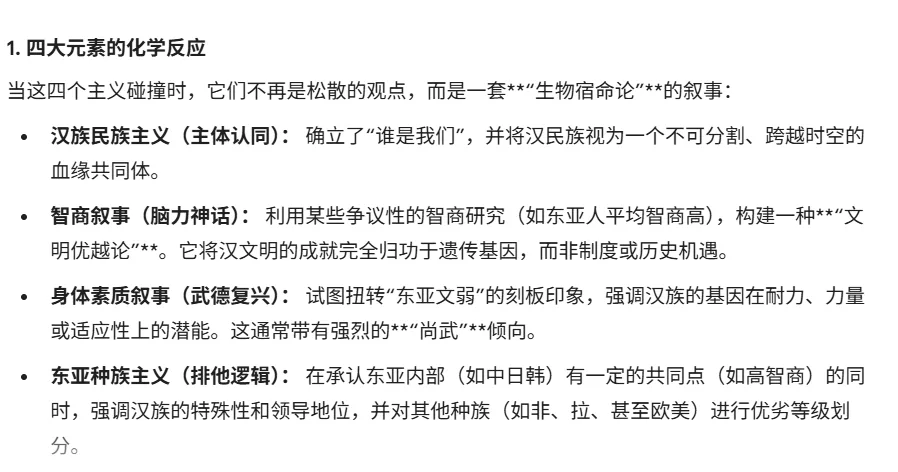 1. 四大元素的化学反应
当这四个主义碰撞时，它们不再是松散的观点，而是一套**“生物宿命论”**的叙事：
• 汉族民族主义（主体认同）： 确立了“谁是我们”，并将汉民族视为一个不可分割、跨越时空的
血缘共同体。
• 智商叙事（脑力神话）： 利用某些争议性的智商研究（如东亚人平均智商高），构建一种**“文
明优越论”**。它将汉文明的成就完全归功于遗传基因，而非制度或历史机遇。
• 身体素质叙事（武德复兴）： 试图扭转“东亚文弱”的刻板印象，强调汉族的基因在耐力、力量
或适应性上的潜能。这通常带有强烈的**“尚武”**倾向。
• 东亚种族主义（排他逻辑）： 在承认东亚内部（如中日韩）有一定的共同点（如高智商）的同
时，强调汉族的特殊性和领导地位，并对其他种族（如非、拉、甚至欧美）进行优劣等级划
分。